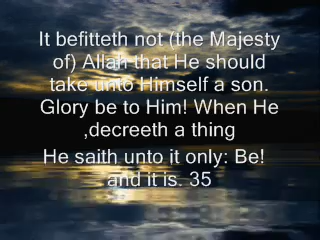 It befitteth not (the Majesty
of) Allah that He should
take unto Himself a son.
Glory be to Him! When He
,decreeth a thing
He saith unto it only: Be!
and it is. 35